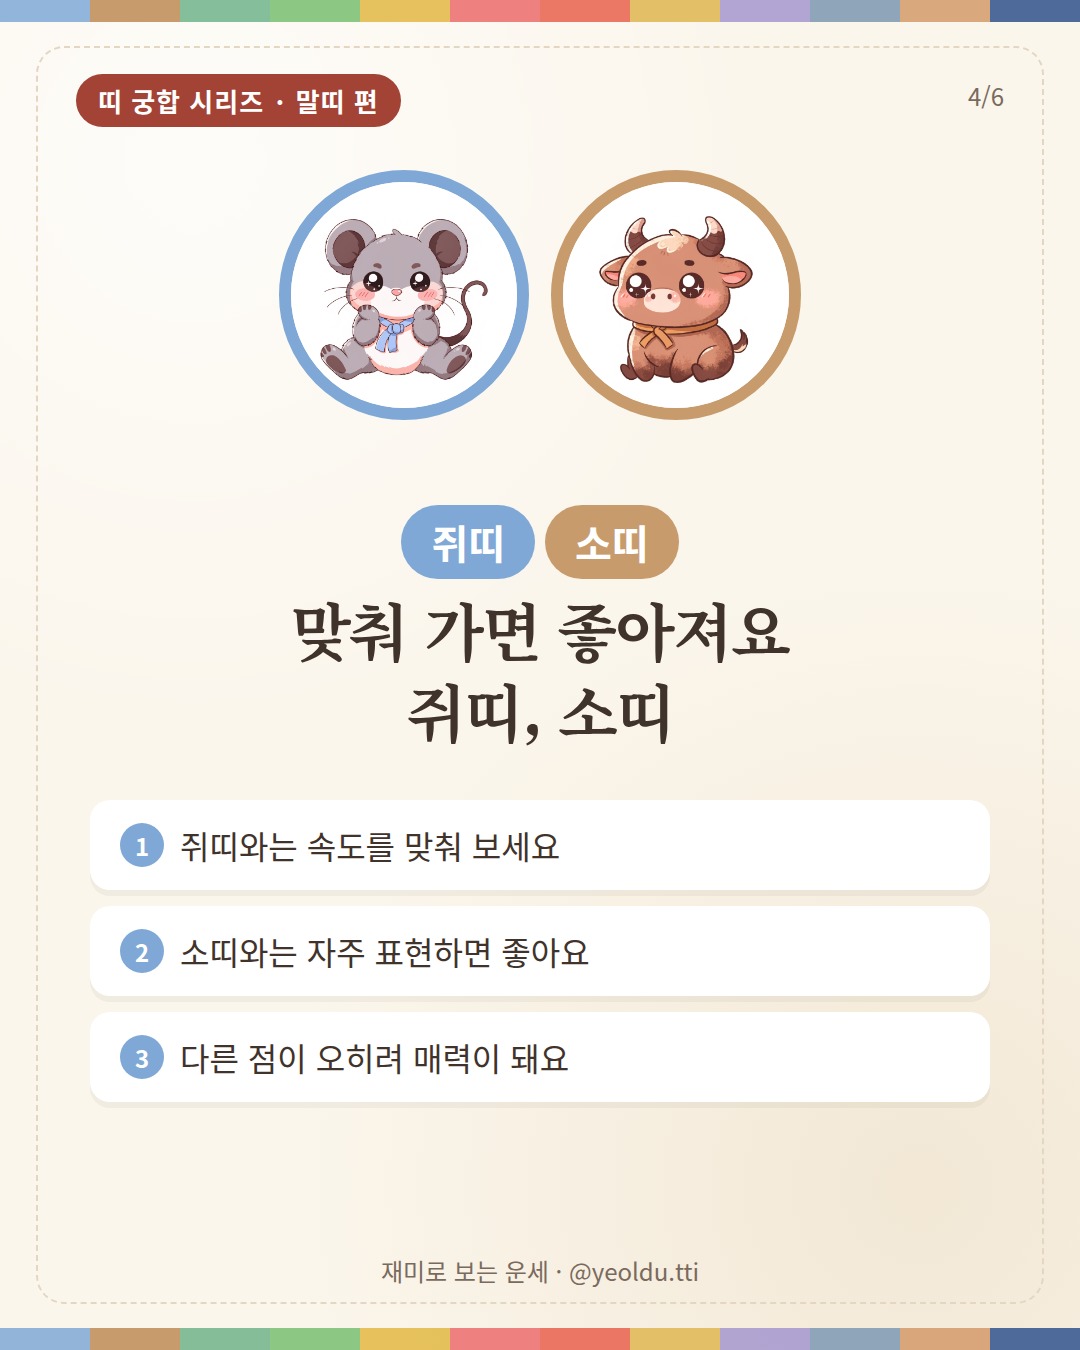 띠 궁합 시리즈 · 말띠 편
4/6
쥐띠 소띠
맞춰 가면 좋아져요
쥐띠, 소띠
1 쥐띠와는 속도를 맞춰 보세요
2 소띠와는 자주 표현하면 좋아요
3 다른 점이 오히려 매력이 돼요
재미로 보는 운세 · @yeoldu.tti